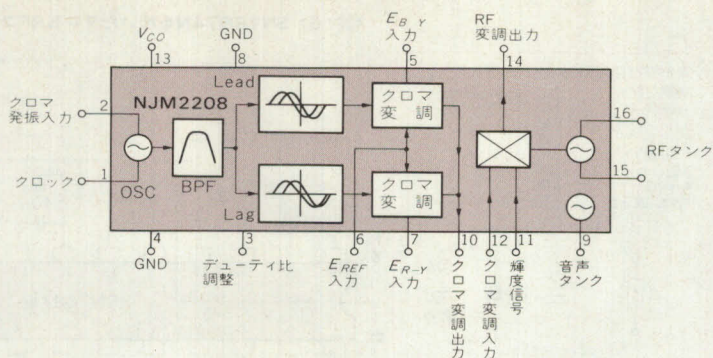 VCO
13
GND
8
EB Y
入力
5
RF
変調出力
14
クロマ
発振入力
2
NJM2208
Lead
クロマ
変調
16
15
RFタンク
クロック
1
OSC
BPF
Lag
クロマ
変調
4
GND
3
デューティ比
調整
6
EREF
入力
7
ER-Y
入力
10
クロマ変調出力
12
クロマ変調入力
11
輝度信号
9
音声
タンク